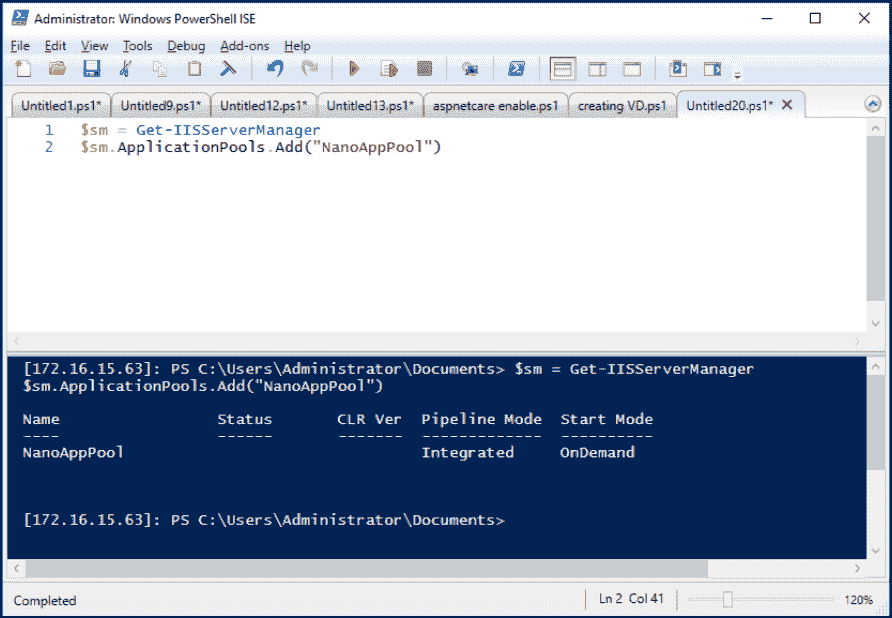 Administrator: Windows PowerShell ISE
File Edit View Tools Debug Add-ons Help
Untitled1.ps1* Untitled9.ps1* Untitled12.ps1* Untitled13.ps1* aspnetcare enable.ps1 creating VD.ps1 Untitled20.ps1*
1 $sm = Get-IISServerManager
2 $sm.ApplicationPools.Add("NanoAppPool")
[172.16.15.63]: PS C:\Users\Administrator\Documents> $sm = Get-IISServerManager
$sm.ApplicationPools.Add("NanoAppPool")
Name Status CLR Ver Pipeline Mode Start Mode
---- ------ ------- ------------- ----------
NanoAppPool Integrated OnDemand
[172.16.15.63]: PS C:\Users\Administrator\Documents>
Completed Ln 2 Col 41 120%